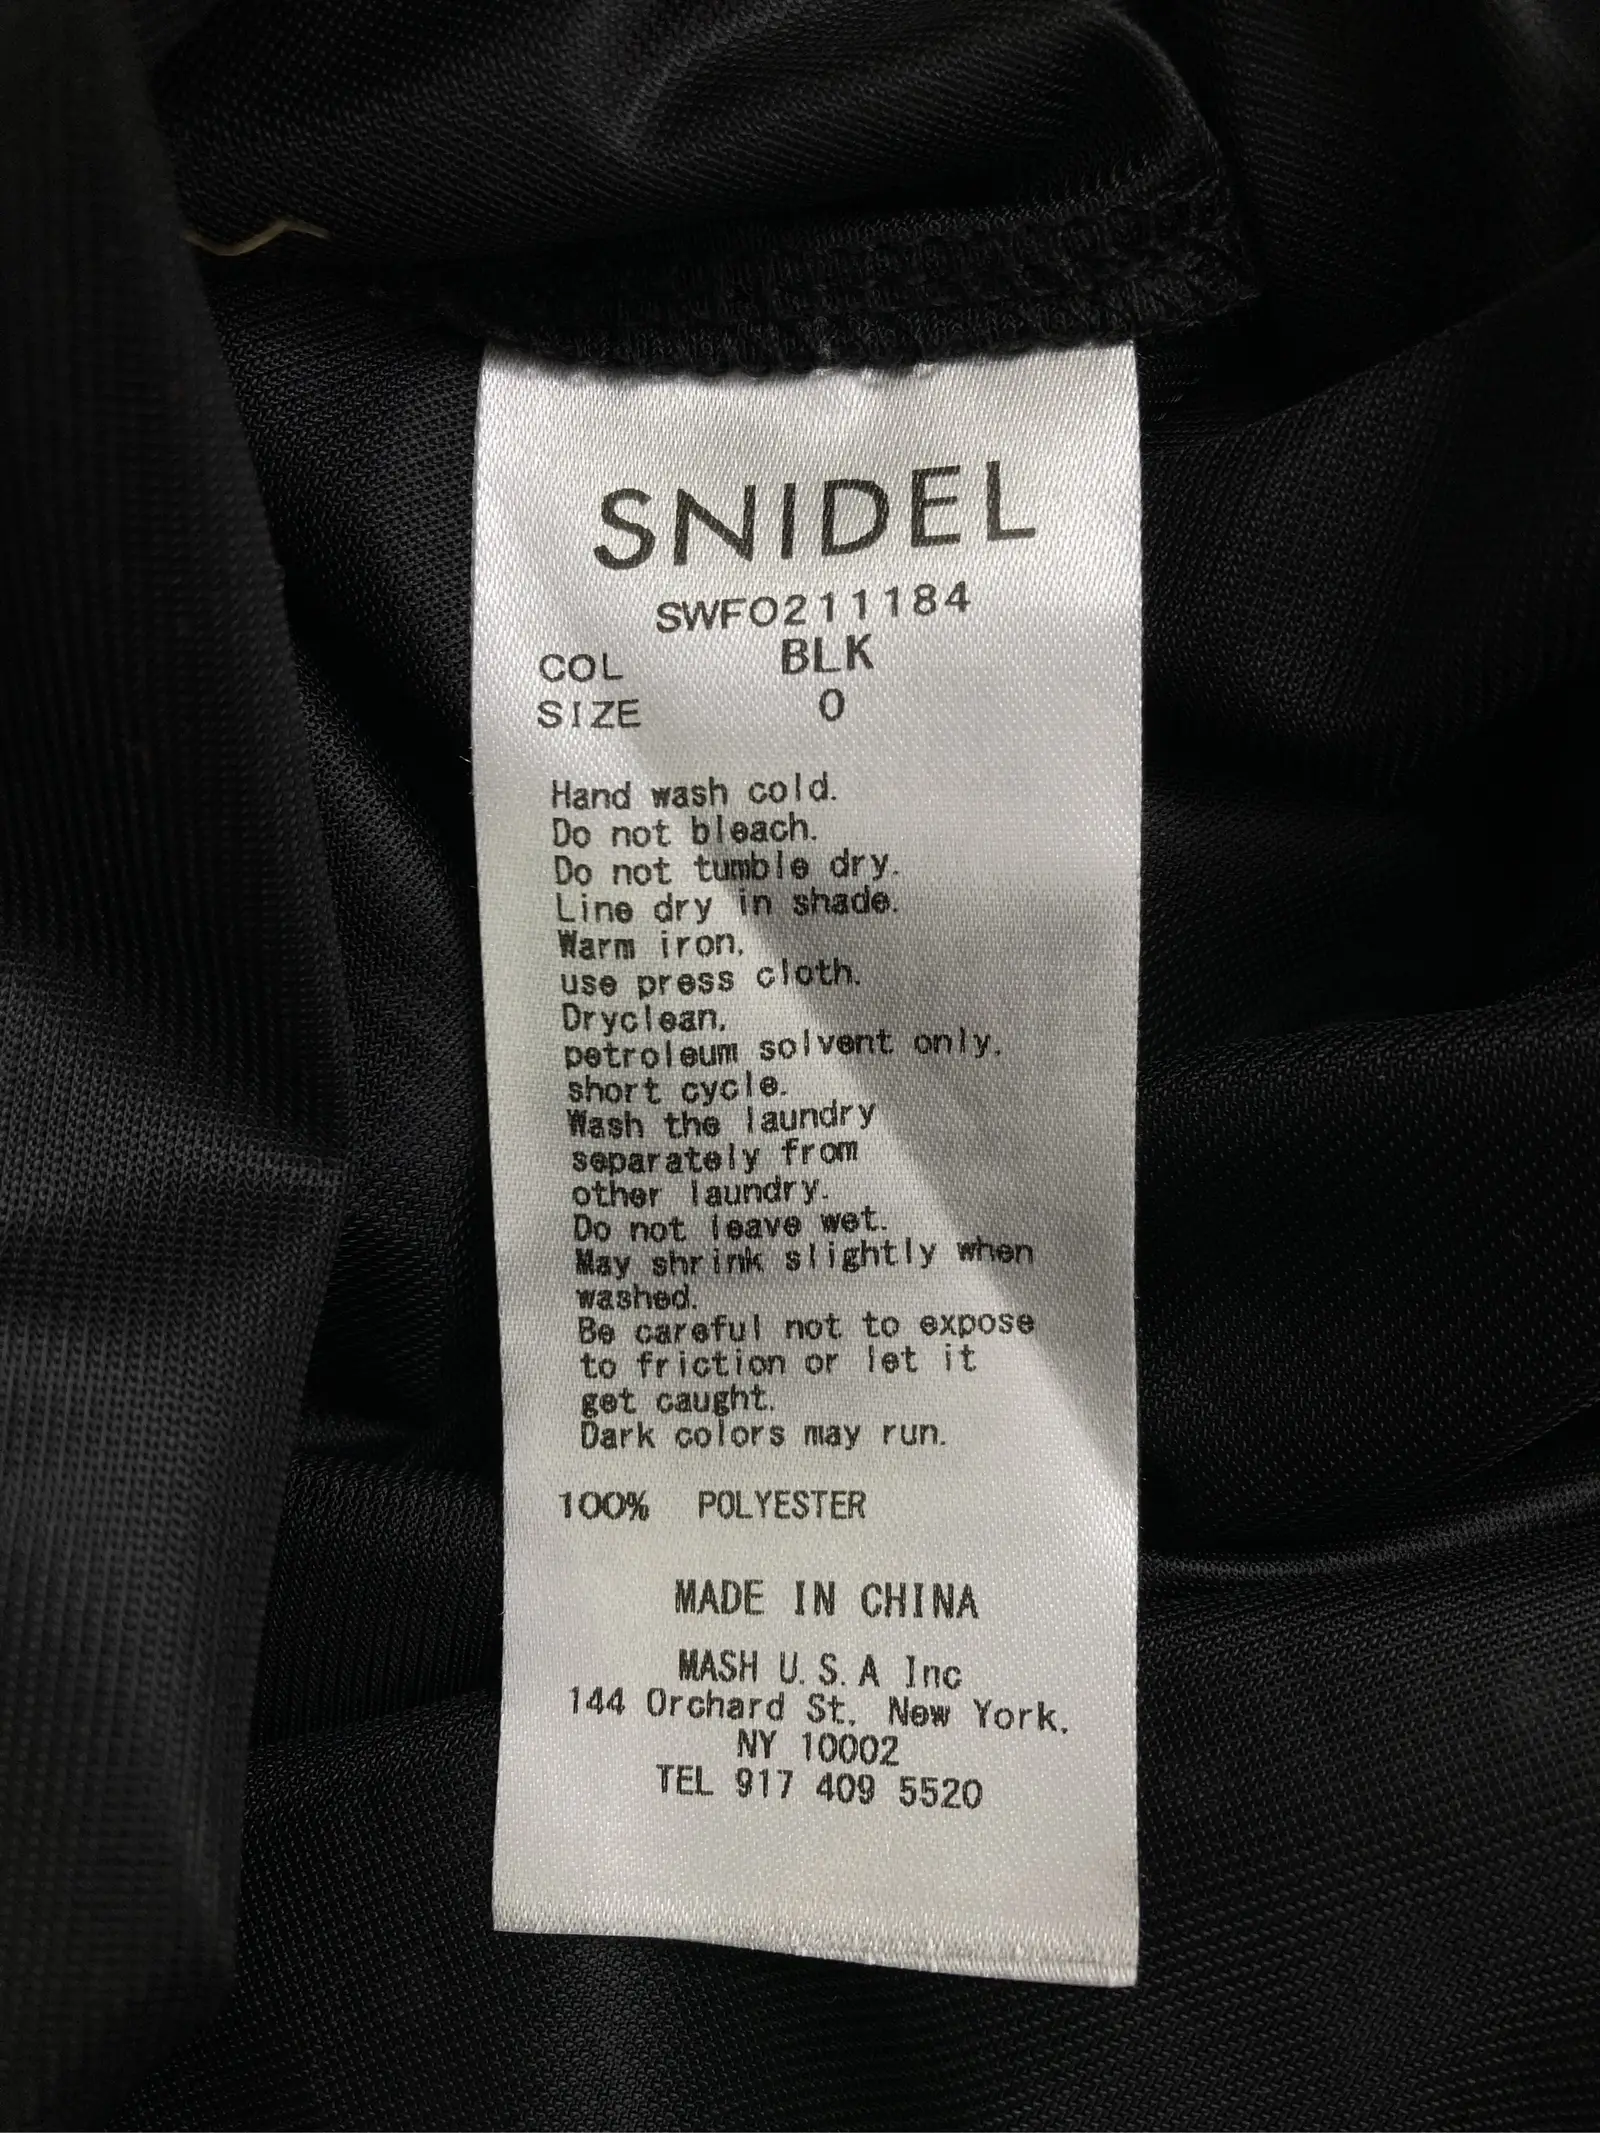 SNIDEL
SWFO211184
COL BLK
SIZE 0
Hand wash cold.
Do not bleach.
Do not tumble dry.
Line dry in shade.
Warm iron,
use press cloth.
Dryclean,
petroleum solvent only,
short cycle.
Wash the laundry
separately from
other laundry.
Do not leave wet.
May shrink slightly when
washed.
Be careful not to expose
to friction or let it
get caught.
Dark colors may run.
100% POLYESTER
MADE IN CHINA
MASH U.S.A Inc
144 Orchard St, New York,
NY 10002
TEL 917 409 5520